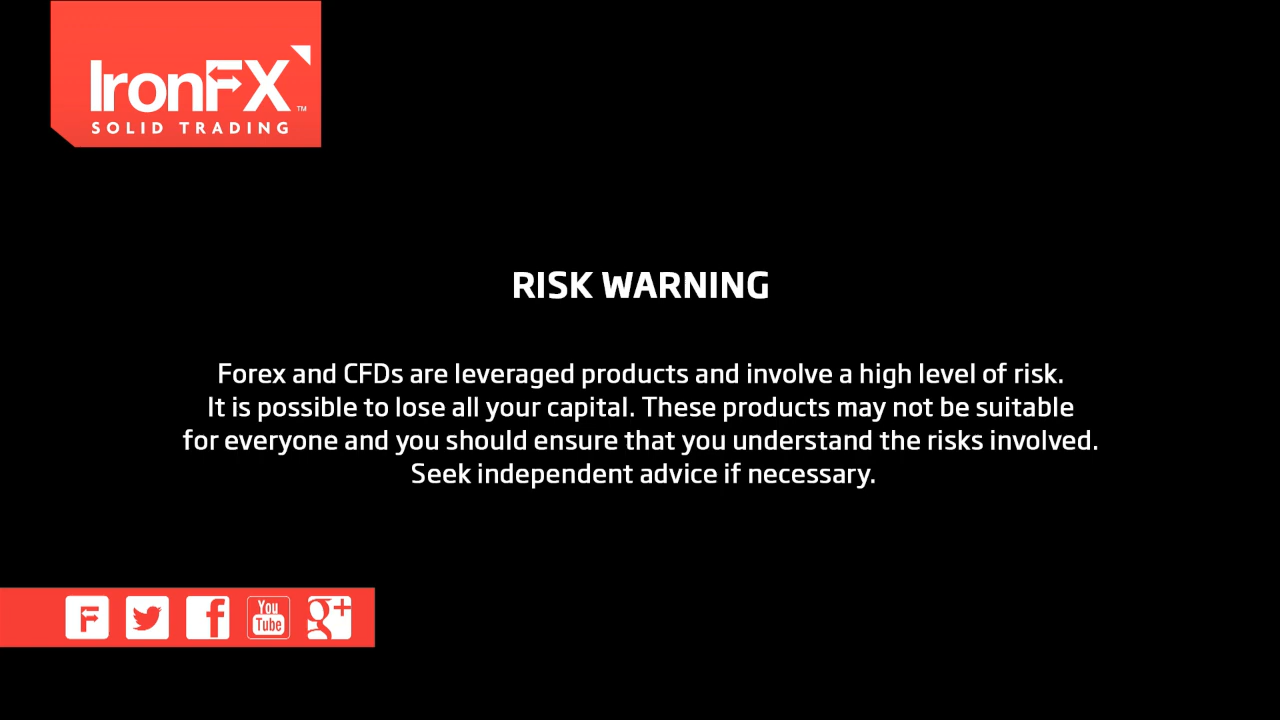 IronFX
TM
SOLID TRADING
RISK WARNING
Forex and CFDs are leveraged products and involve a high level of risk.
It is possible to lose all your capital. These products may not be suitable
for everyone and you should ensure that you understand the risks involved.
Seek independent advice if necessary.
F f You Tube g+